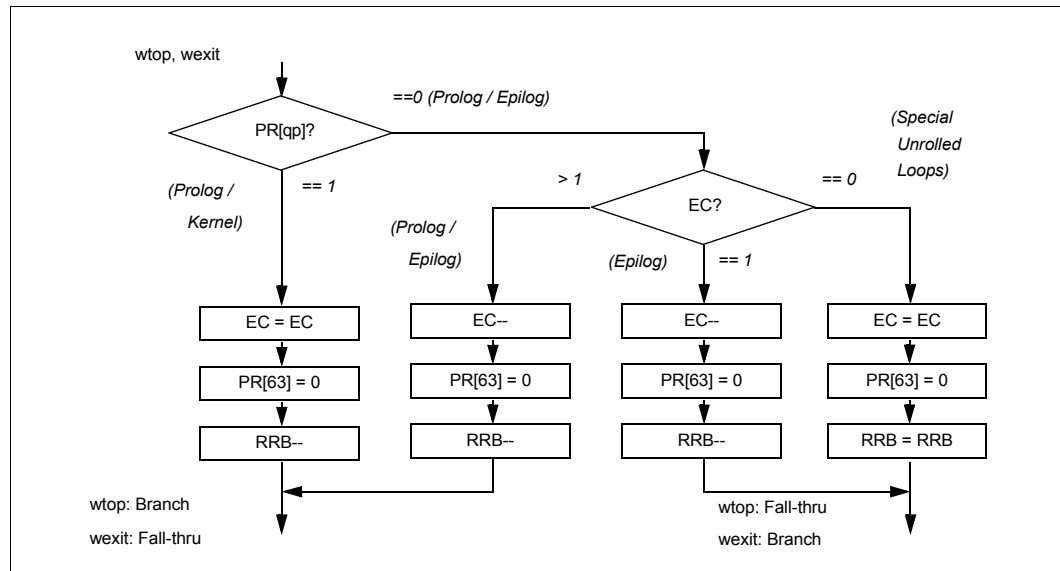 wtop, wexit
==0 (Prolog / Epilog)
PR[qp]?
(Special
Unrolled
Loops)
(Prolog /
Kernel)
== 1
> 1
== 0
EC?
(Prolog /
Epilog)
(Epilog)
== 1
EC = EC
EC--
EC--
EC = EC
PR[63] = 0
PR[63] = 0
PR[63] = 0
PR[63] = 0
RRB--
RRB--
RRB--
RRB = RRB
wtop: Branch
wexit: Fall-thru
wtop: Fall-thru
wexit: Branch